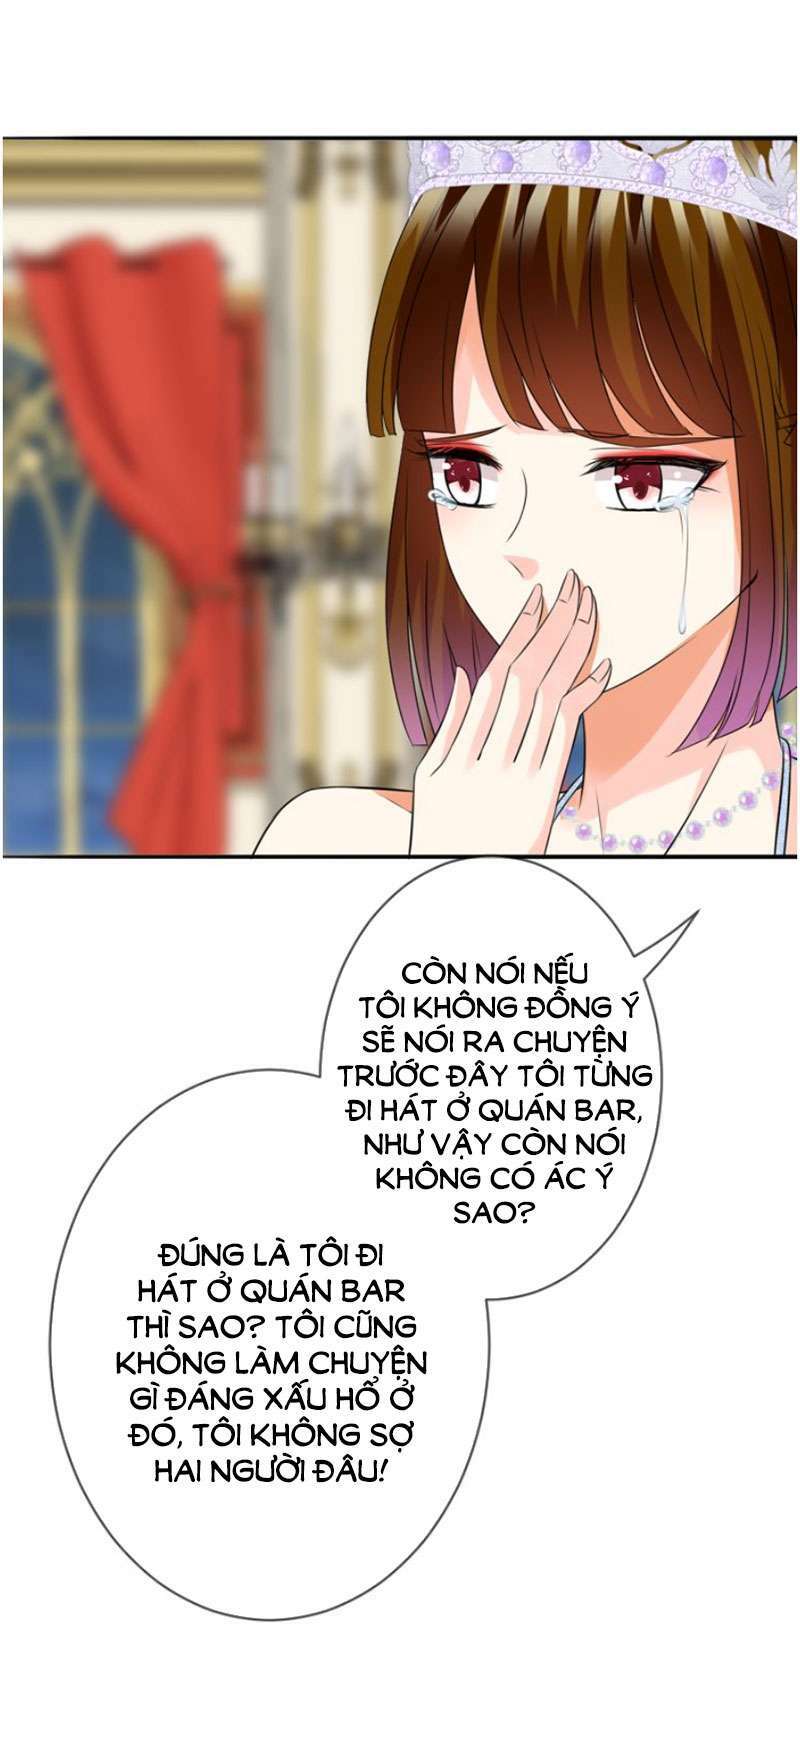 CÒN NÓI NẾU
TÔI KHÔNG ĐỒNG Ý
SẼ NÓI RA CHUYỆN
TRƯỚC ĐÂY TÔI TỪNG
ĐI HÁT Ở QUÁN BAR,
NHƯ VẬY CÒN NÓI
KHÔNG CÓ ÁC Ý
SAO?
ĐÚNG LÀ TÔI ĐI
HÁT Ở QUÁN BAR
THÌ SAO? TÔI CŨNG
KHÔNG LÀM CHUYỆN
GÌ ĐÁNG XẤU HỔ Ở
ĐÓ, TÔI KHÔNG SỢ
HAI NGƯỜI ĐÂU!